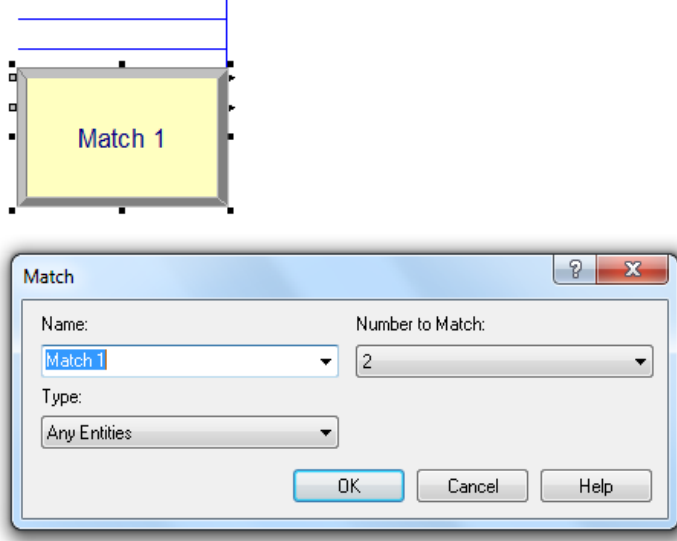 Match 1
Match
Name:
Number to Match:
Match 1
2
Type:
Any Entities
OK
Cancel
Help